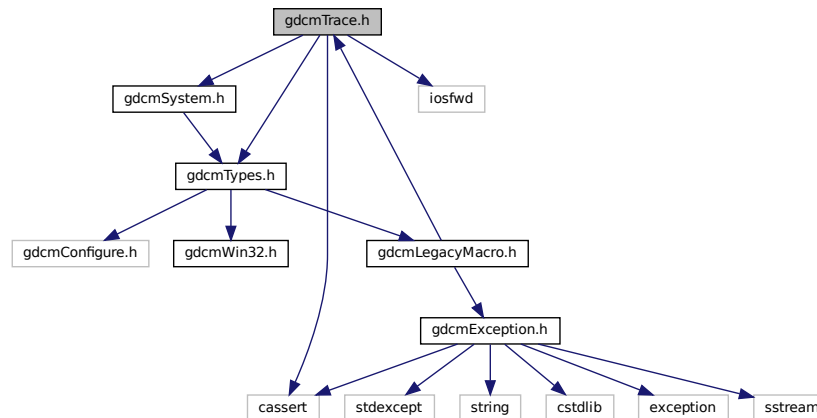 gdcmTrace.h
gdcmSystem.h
iosfwd
gdcmTypes.h
gdcmConfigure.h
gdcmWin32.h
gdcmLegacyMacro.h
gdcmException.h
cassert
stdexcept
string
cstdlib
exception
sstream